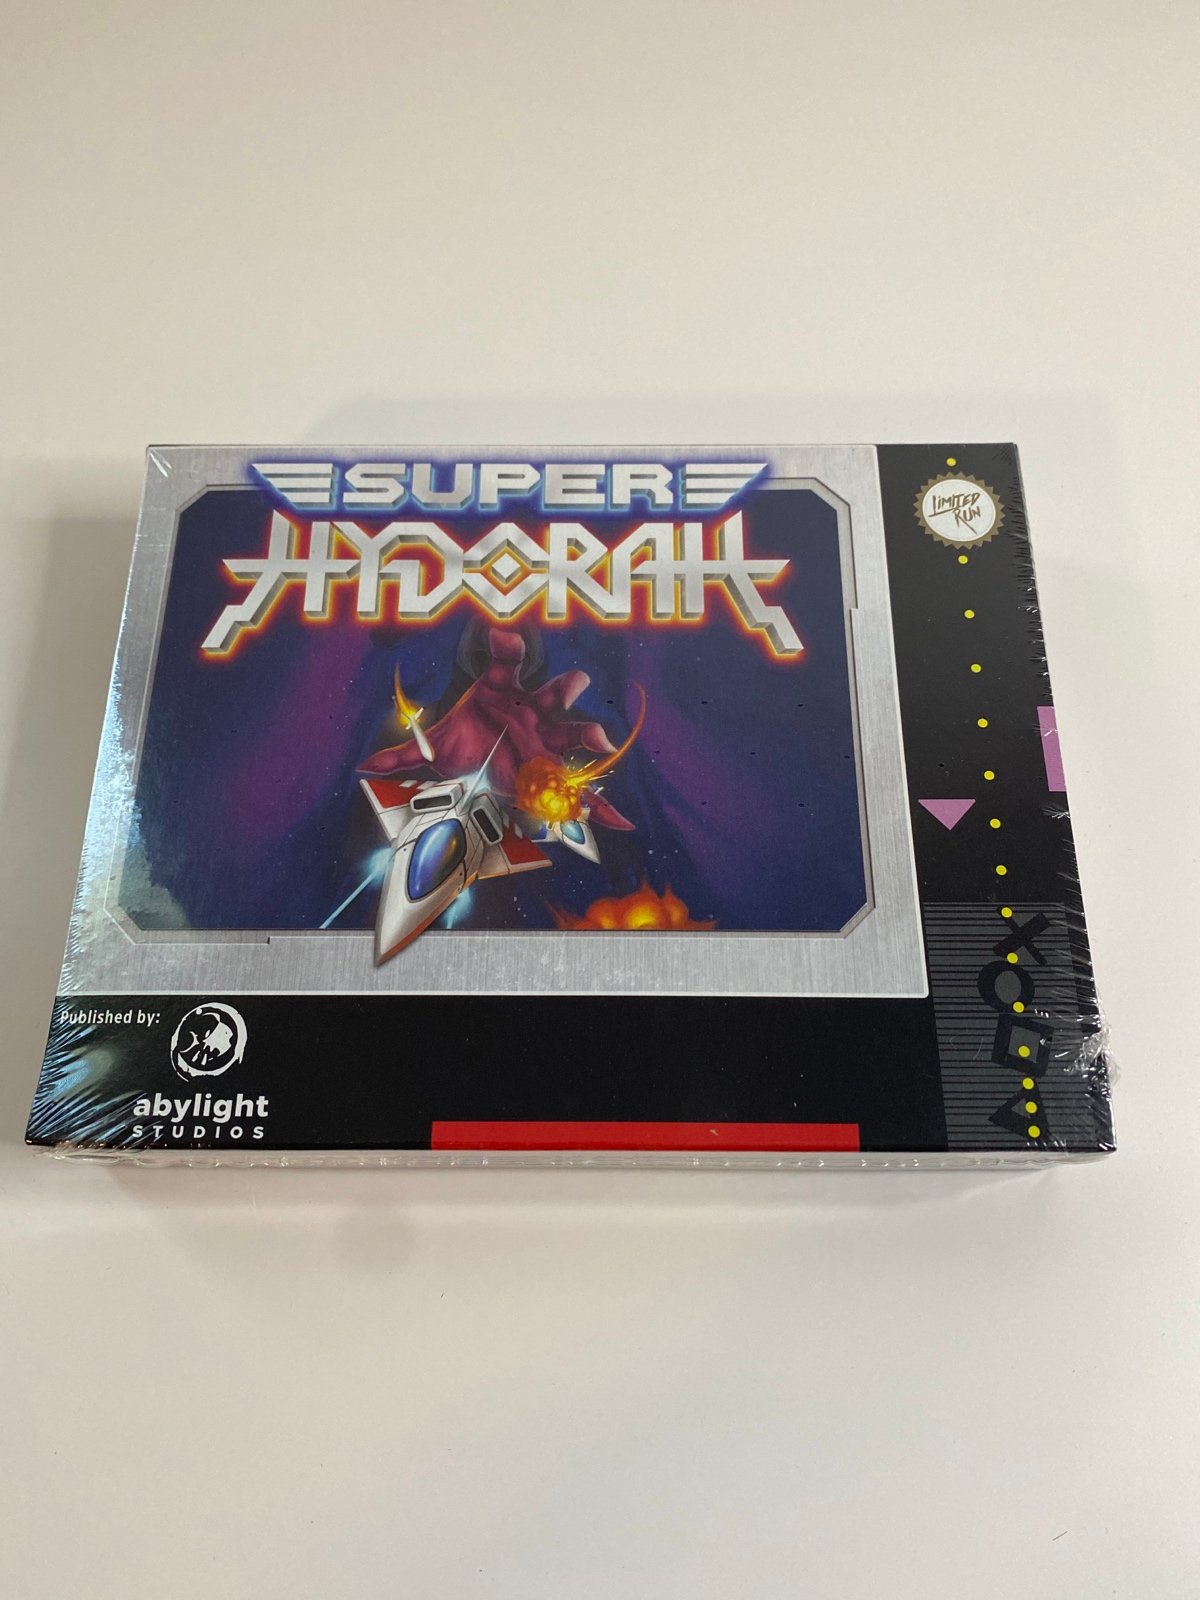 SUPER
HYDORAH
LIMITED
RUN
Published by:
abylight
STUDIOS